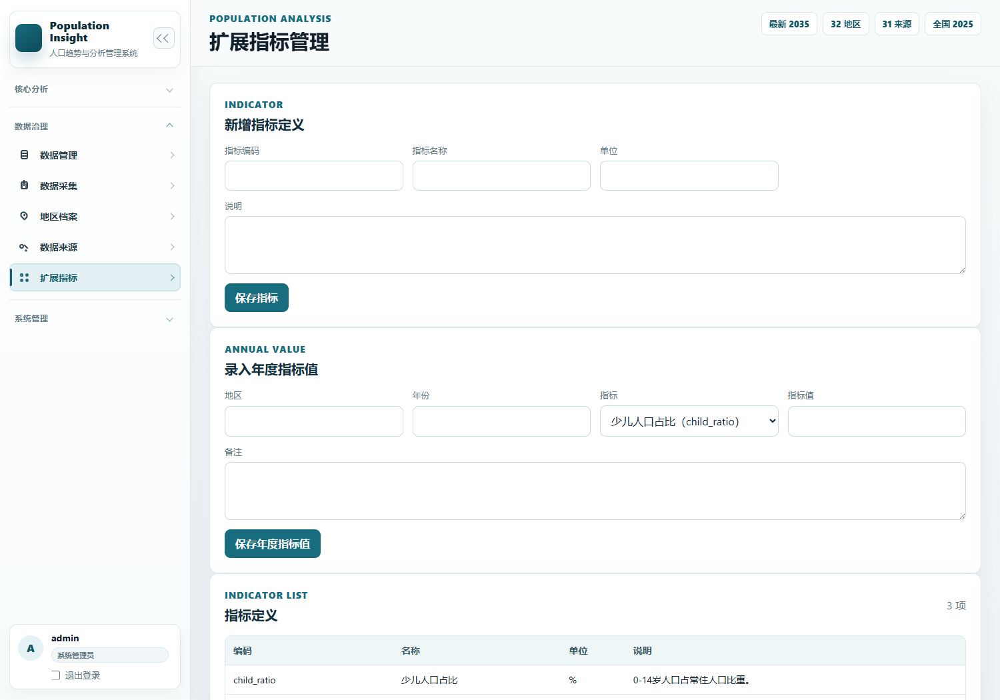 Population
Insight
人口趋势与分析管理系统
核心分析
数据治理
数据管理
数据采集
地区档案
数据来源
扩展指标
系统管理
A
admin
系统管理员
退出登录
POPULATION ANALYSIS
扩展指标管理
最新 2035
32 地区
31 来源
全国 2025
INDICATOR
新增指标定义
指标编码
指标名称
单位
说明
保存指标
ANNUAL VALUE
录入年度指标值
地区
年份
指标
指标值
少儿人口占比（child_ratio）
备注
保存年度指标值
INDICATOR LIST
指标定义
3 项
编码 名称 单位 说明
child_ratio 少儿人口占比 % 0-14岁人口占常住人口比重。